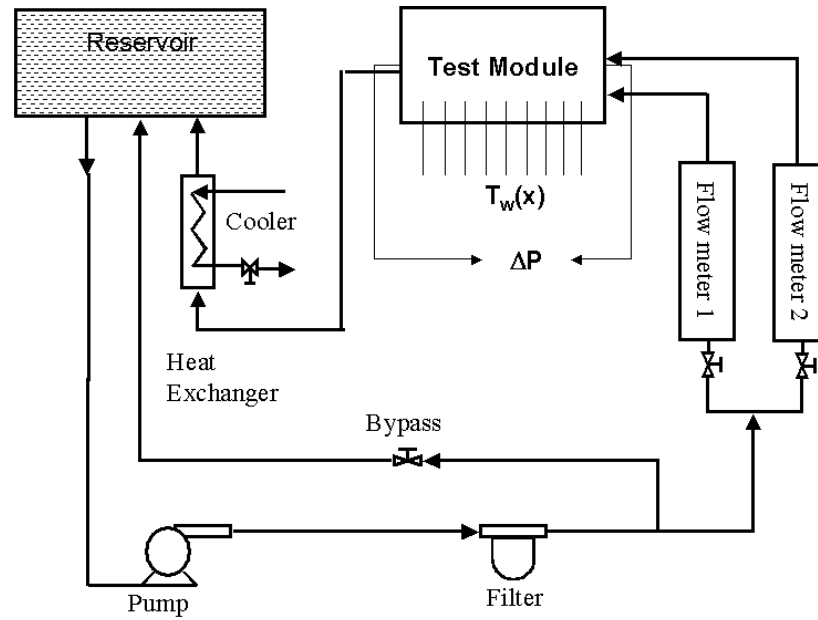 Reservoir
Test Module
T_w(x)
Cooler
ΔP
Flow meter 1
Flow meter 2
Heat
Exchanger
Bypass
Pump
Filter